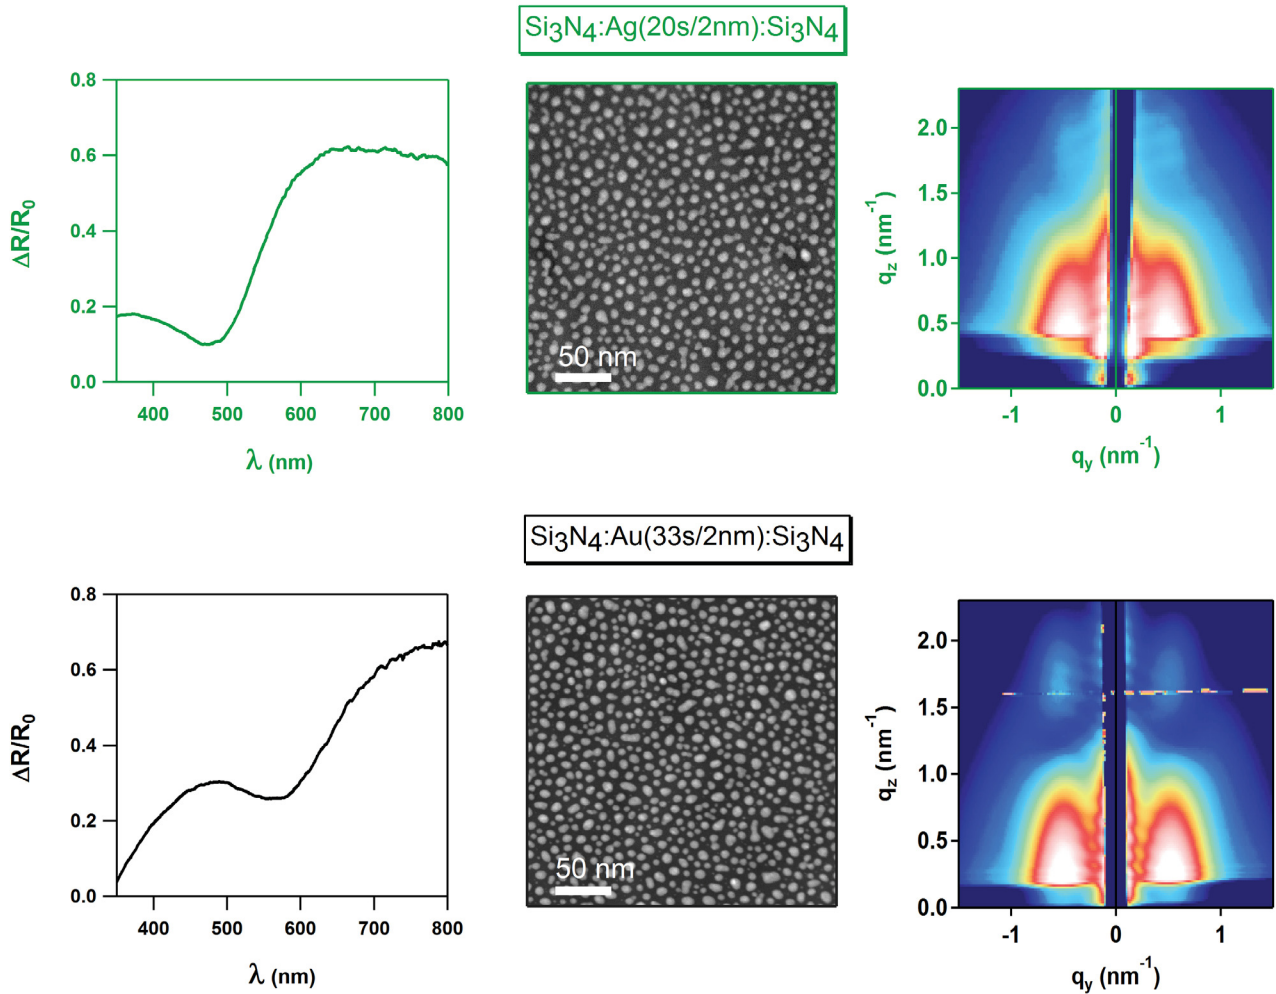 Si3N4:Ag(20s/2nm):Si3N4
0.8
0.6
0.4
0.2
0.0
ΔR/R0
400 500 600 700 800
λ (nm)
50 nm
2.0
1.5
1.0
0.5
0.0
qz (nm-1)
-1 0 1
qy (nm-1)
Si3N4:Au(33s/2nm):Si3N4
0.8
0.6
0.4
0.2
0.0
ΔR/R0
400 500 600 700 800
λ (nm)
50 nm
2.0
1.5
1.0
0.5
0.0
qz (nm-1)
-1 0 1
qy (nm-1)